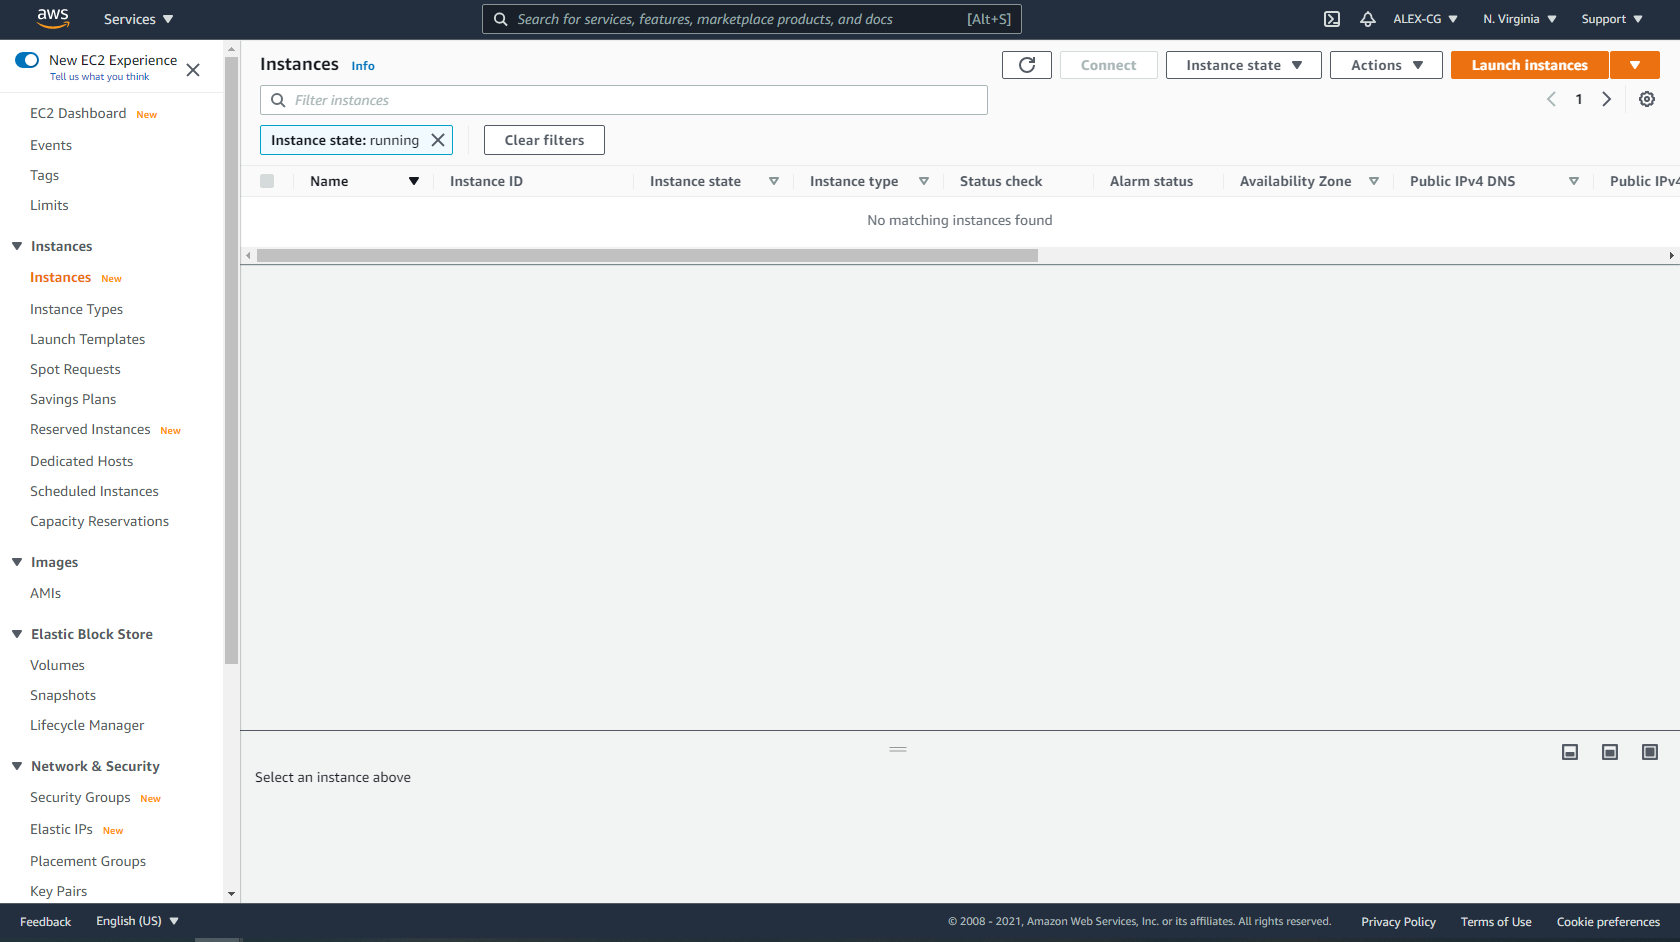 aws Services Search for services, features, marketplace products, and docs [Alt+S] ALEX-CG N. Virginia Support
New EC2 Experience
Tell us what you think
EC2 Dashboard New
Events
Tags
Limits
Instances
Instances New
Instance Types
Launch Templates
Spot Requests
Savings Plans
Reserved Instances New
Dedicated Hosts
Scheduled Instances
Capacity Reservations
Images
AMIs
Elastic Block Store
Volumes
Snapshots
Lifecycle Manager
Network & Security
Security Groups New
Elastic IPs New
Placement Groups
Key Pairs
Instances Info Connect Instance state Actions Launch instances
Filter instances 1
Instance state: running Clear filters
Name Instance ID Instance state Instance type Status check Alarm status Availability Zone Public IPv4 DNS Public IPv4
No matching instances found
Select an instance above
Feedback English (US) © 2008 - 2021, Amazon Web Services, Inc. or its affiliates. All rights reserved. Privacy Policy Terms of Use Cookie preferences